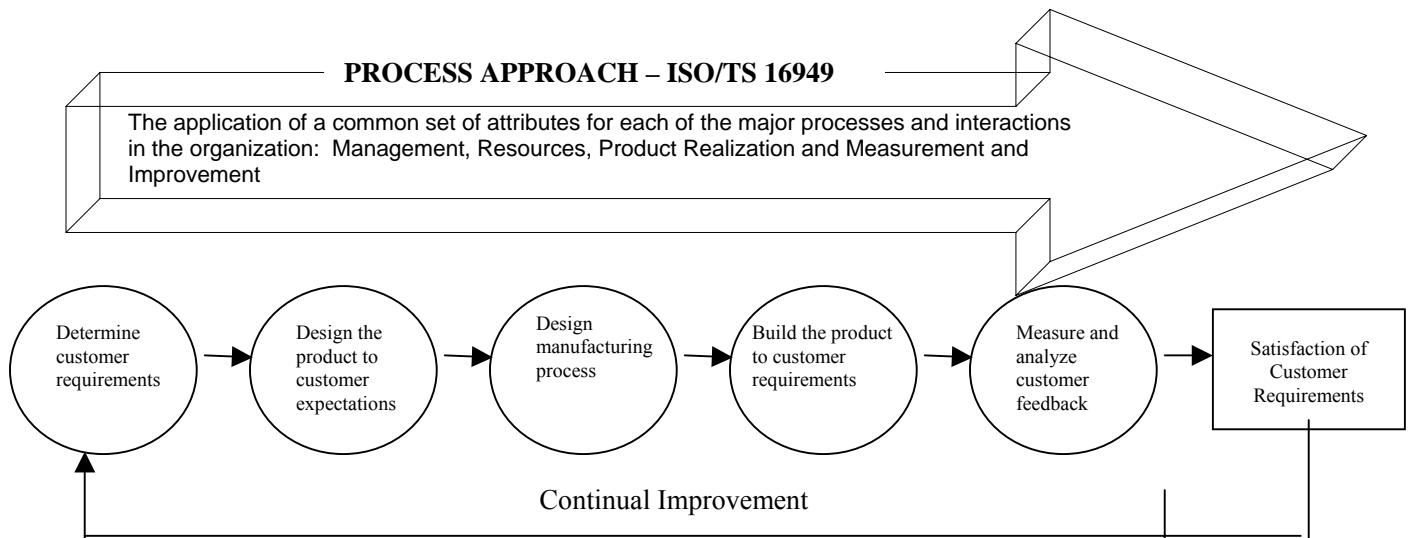 PROCESS APPROACH – ISO/TS 16949
The application of a common set of attributes for each of the major processes and interactions
in the organization:  Management, Resources, Product Realization and Measurement and
Improvement
Determine
customer
requirements
Design the
product to
customer
expectations
Design
manufacturing
process
Build the product
to customer
requirements
Measure and
analyze
customer
feedback
Satisfaction of
Customer
Requirements
Continual Improvement